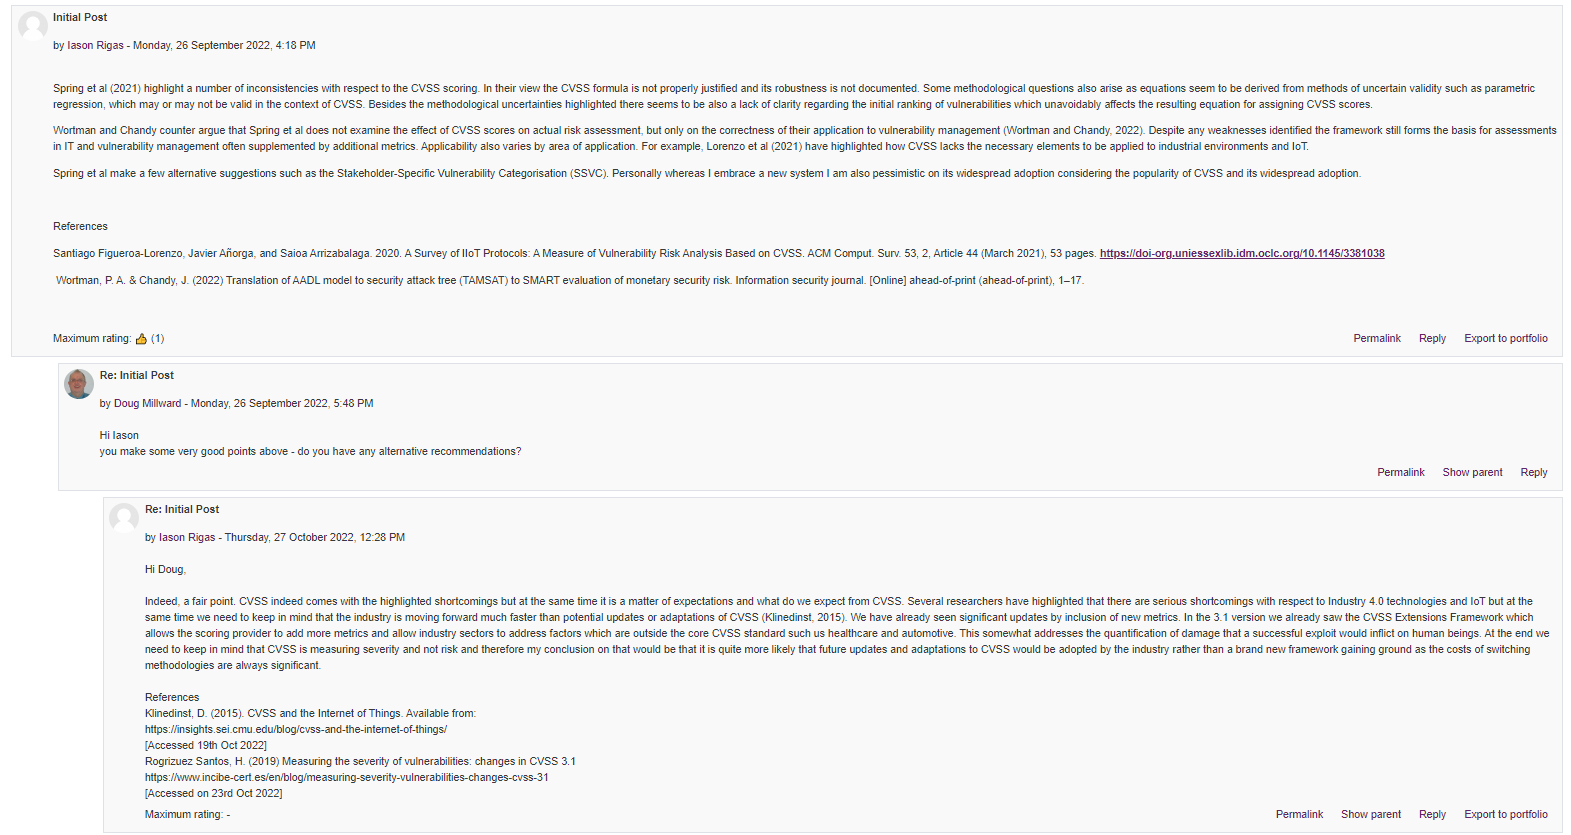 Initial Post
by Iason Rigas - Monday, 26 September 2022, 4:18 PM
Spring et al (2021) highlight a number of inconsistencies with respect to the CVSS scoring. In their view the CVSS formula is not properly justified and its robustness is not documented. Some methodological questions also arise as equations seem to be derived from methods of uncertain validity such as parametric
regression, which may or may not be valid in the context of CVSS. Besides the methodological uncertainties highlighted there seems to be also a lack of clarity regarding the initial ranking of vulnerabilities which unavoidably affects the resulting equation for assigning CVSS scores.
Wortman and Chandy counter argue that Spring et al does not examine the effect of CVSS scores on actual risk assessment, but only on the correctness of their application to vulnerability management (Wortman and Chandy, 2022). Despite any weaknesses identified the framework still forms the basis for assessments
in IT and vulnerability management often supplemented by additional metrics. Applicability also varies by area of application. For example, Lorenzo et al (2021) have highlighted how CVSS lacks the necessary elements to be applied to industrial environments and IoT.
Spring et al make a few alternative suggestions such as the Stakeholder-Specific Vulnerability Categorisation (SSVC). Personally whereas I embrace a new system I am also pessimistic on its widespread adoption considering the popularity of CVSS and its widespread adoption.
References
Santiago Figueroa-Lorenzo, Javier Añorga, and Saioa Arrizabalaga. 2020. A Survey of IIoT Protocols: A Measure of Vulnerability Risk Analysis Based on CVSS. ACM Comput. Surv. 53, 2, Article 44 (March 2021), 53 pages. https://doi-org.uniessexlib.idm.oclc.org/10.1145/3381038
Wortman, P. A. & Chandy, J. (2022) Translation of AADL model to security attack tree (TAMSAT) to SMART evaluation of monetary security risk. Information security journal. [Online] ahead-of-print (ahead-of-print), 1–17.
Maximum rating: 👍 (1)
Permalink Reply Export to portfolio
Re: Initial Post
by Doug Millward - Monday, 26 September 2022, 5:48 PM
Hi Iason
you make some very good points above - do you have any alternative recommendations?
Permalink Show parent Reply
Re: Initial Post
by Iason Rigas - Thursday, 27 October 2022, 12:28 PM
Hi Doug,
Indeed, a fair point. CVSS indeed comes with the highlighted shortcomings but at the same time it is a matter of expectations and what do we expect from CVSS. Several researchers have highlighted that there are serious shortcomings with respect to Industry 4.0 technologies and IoT but at the
same time we need to keep in mind that the industry is moving forward much faster than potential updates or adaptations of CVSS (Klinedinst, 2015). We have already seen significant updates by inclusion of new metrics. In the 3.1 version we already saw the CVSS Extensions Framework which
allows the scoring provider to add more metrics and allow industry sectors to address factors which are outside the core CVSS standard such us healthcare and automotive. This somewhat addresses the quantification of damage that a successful exploit would inflict on human beings. At the end we
need to keep in mind that CVSS is measuring severity and not risk and therefore my conclusion on that would be that it is quite more likely that future updates and adaptations to CVSS would be adopted by the industry rather than a brand new framework gaining ground as the costs of switching
methodologies are always significant.
References
Klinedinst, D. (2015). CVSS and the Internet of Things. Available from:
https://insights.sei.cmu.edu/blog/cvss-and-the-internet-of-things/
[Accessed 19th Oct 2022]
Rogrizuez Santos, H. (2019) Measuring the severity of vulnerabilities: changes in CVSS 3.1
https://www.incibe-cert.es/en/blog/measuring-severity-vulnerabilities-changes-cvss-31
[Accessed on 23rd Oct 2022]
Maximum rating: -
Permalink Show parent Reply Export to portfolio